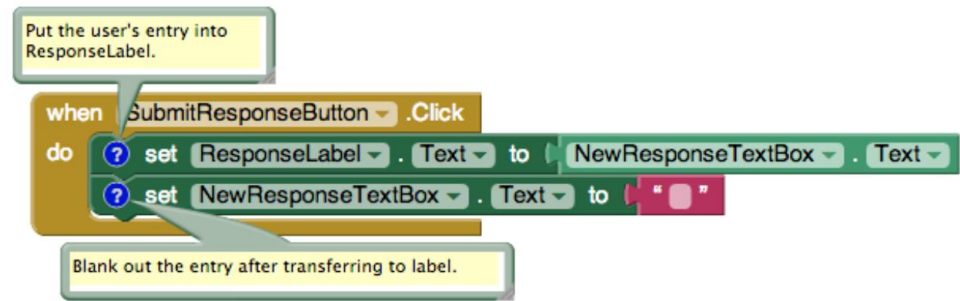 Put the user's entry into
ResponseLabel.
when SubmitResponseButton .Click
do ? set ResponseLabel . Text to NewResponseTextBox . Text
? set NewResponseTextBox . Text to " "
Blank out the entry after transferring to label.